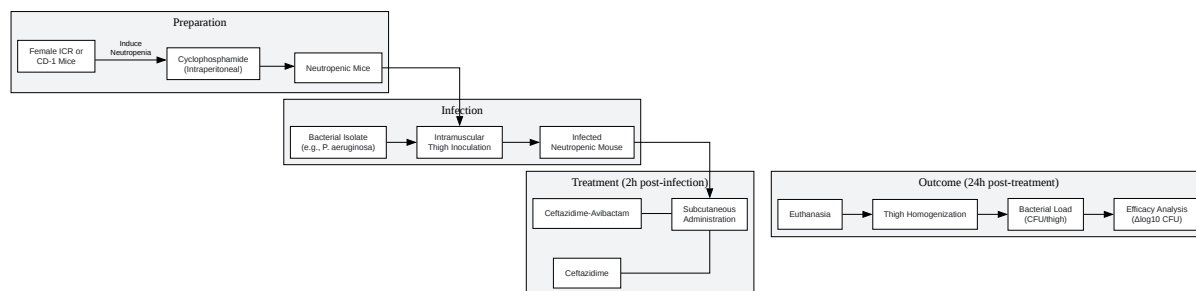 Preparation
Female ICR or
CD-1 Mice
Induce
Neutropenia
Cyclophosphamide
(Intraperitoneal)
Neutropenic Mice
Infection
Bacterial Isolate
(e.g., P. aeruginosa)
Intramuscular
Thigh Inoculation
Infected
Neutropenic Mouse
Treatment (2h post-infection)
Ceftazidime-Avibactam
Subcutaneous
Administration
Ceftazidime
Outcome (24h post-treatment)
Euthanasia
Thigh Homogenization
Bacterial Load
(CFU/thigh)
Efficacy Analysis
(Δlog10 CFU)